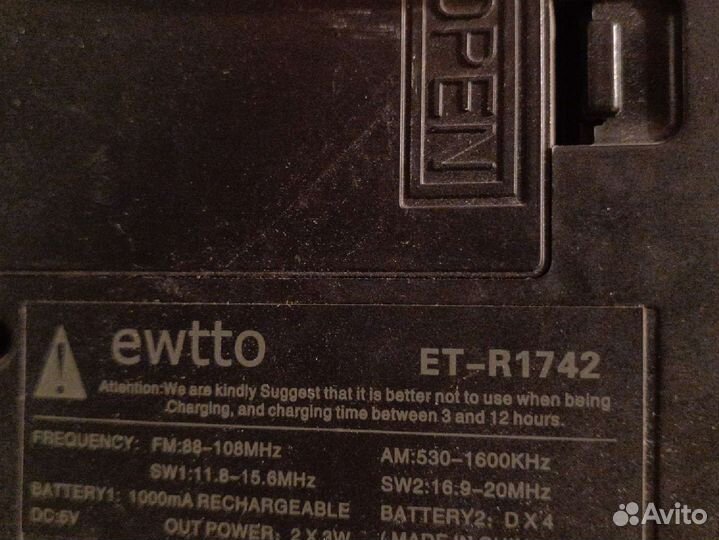 OPEN
ewtto ET-R1742
Attention:We are kindly Suggest that it is better not to use when being
Charging, and charging time between 3 and 12 hours.
FREQUENCY: FM:88-108MHz AM:530-1600KHz
SW1:11.8-15.6MHz SW2:16.9-20MHz
BATTERY1: 1000mA RECHARGEABLE BATTERY2: D X 4
DC:6V OUT POWER: 2 X 3W ( MADE IN
Avito